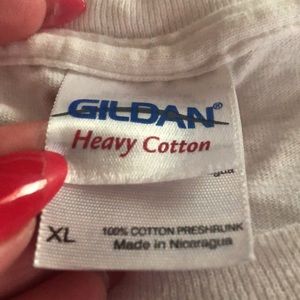 GILDAN®
Heavy Cotton
XL
100% COTTON PRESHRUNK
Made in Nicaragua